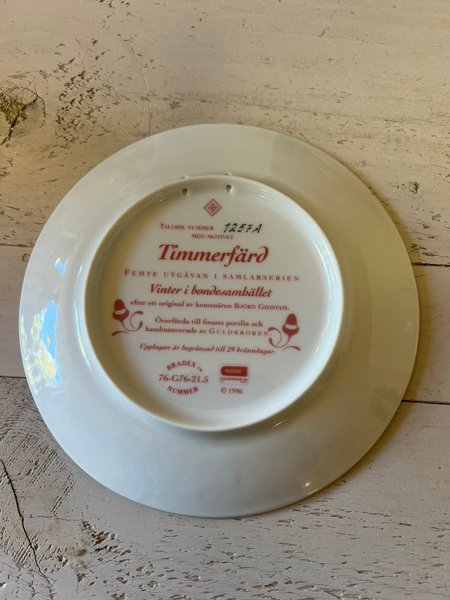 TALLRIK NUMMER 1257A
MED MOTIVET
Timmerfärd
FEMTE UTGÅVAN I SAMLARSERIEN
Vinter i bondesamhället
efter ett original av konstnären BJÖRN GIDSTAM.
Överförda till finaste porslin och
handnumrerade av GULDKROKEN.
Upplagan är begränsad till 29 bränndagar.
BRADEX™
76-G76-21.5
NUMMER
© 1996